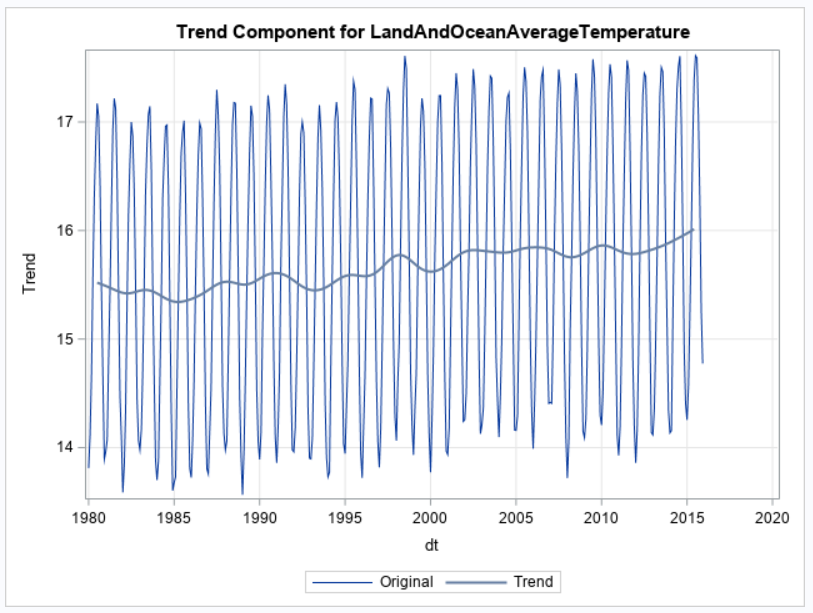 Trend Component for LandAndOceanAverageTemperature
Trend
17
16
15
14
1980 1985 1990 1995 2000 2005 2010 2015 2020
dt
Original Trend